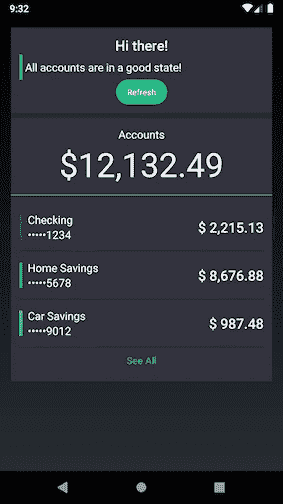 9:32
Hi there!
All accounts are in a good state!
Refresh
Accounts
$12,132.49
Checking
•••••1234
$ 2,215.13
Home Savings
•••••5678
$ 8,676.88
Car Savings
•••••9012
$ 987.48
See All